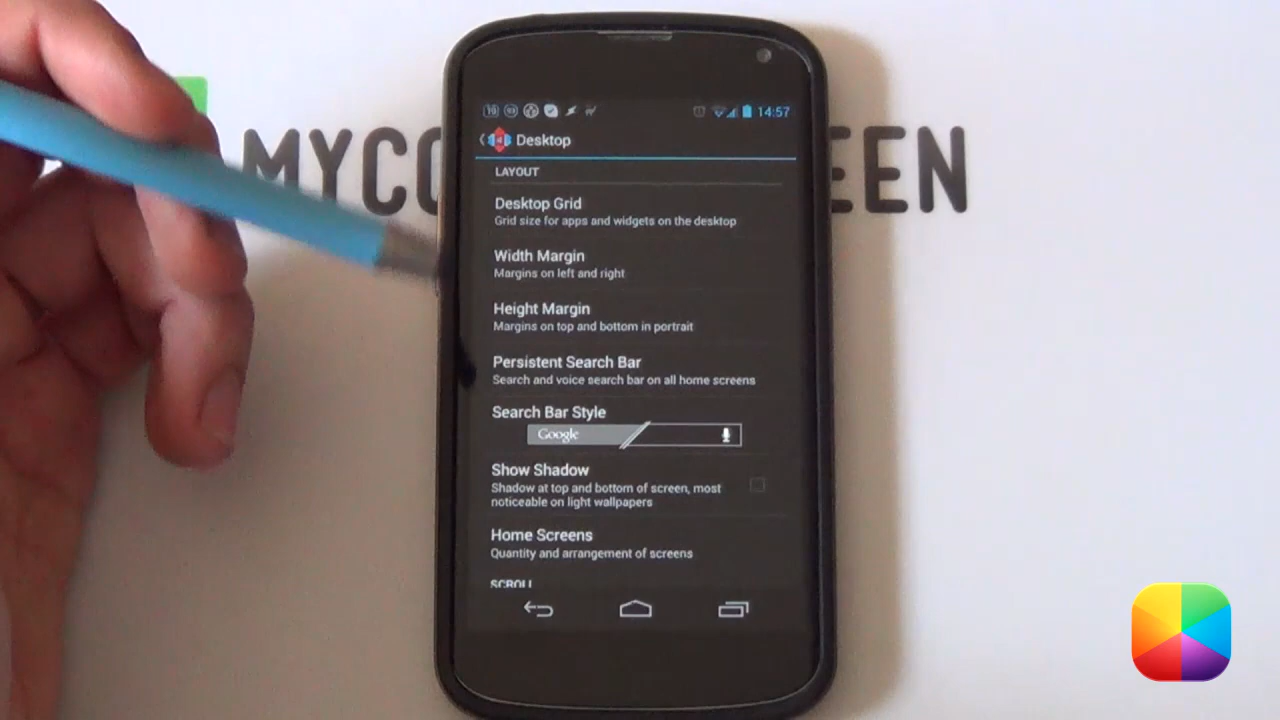 14:57
Desktop
MYCO EEN
LAYOUT
Desktop Grid
Grid size for apps and widgets on the desktop
Width Margin
Margins on left and right
Height Margin
Margins on top and bottom in portrait
Persistent Search Bar
Search and voice search bar on all home screens
Search Bar Style
Google
Show Shadow
Shadow at top and bottom of screen, most
noticeable on light wallpapers
Home Screens
Quantity and arrangement of screens
SCROLL